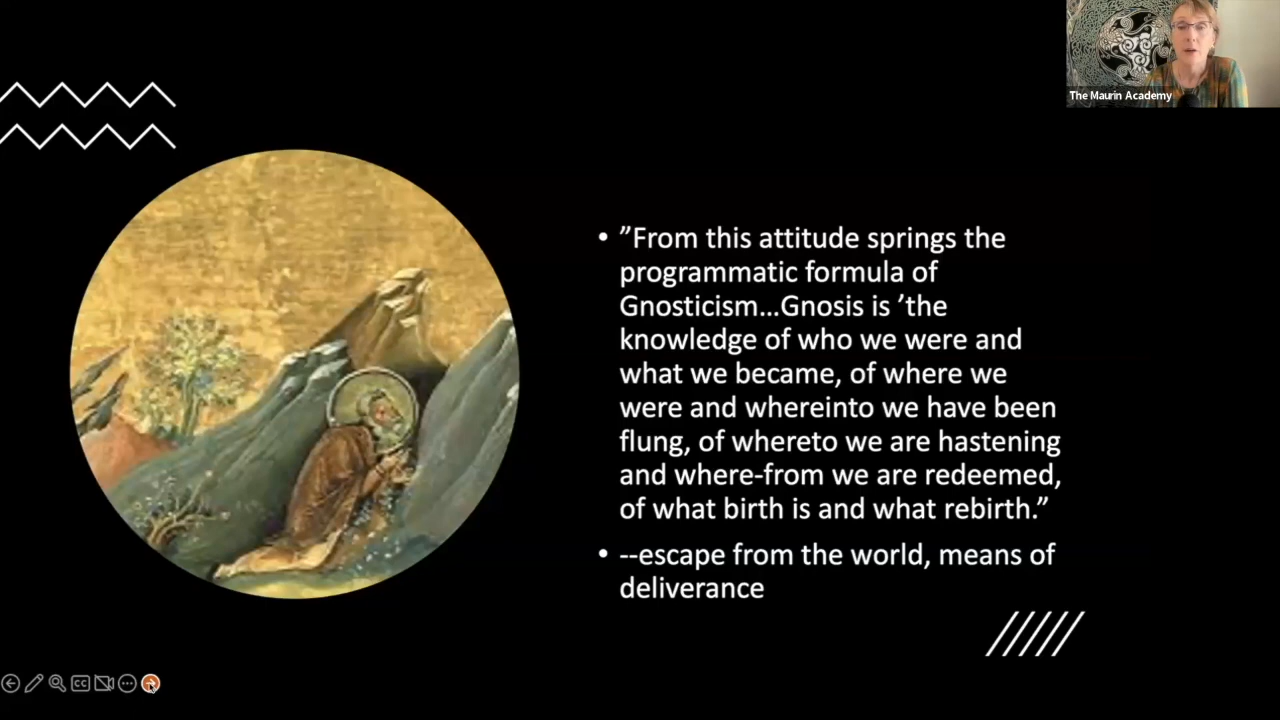 The Maurin Academy
• ”From this attitude springs the
programmatic formula of
Gnosticism...Gnosis is ’the
knowledge of who we were and
what we became, of where we
were and whereinto we have been
flung, of whereto we are hastening
and where-from we are redeemed,
of what birth is and what rebirth.”
• --escape from the world, means of
deliverance
CC